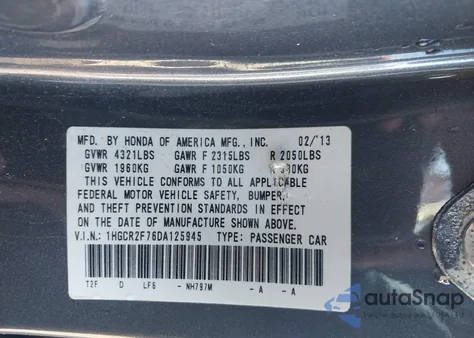 MFD. BY HONDA OF AMERICA MFG., INC. 02/'13
GVWR 4321LBS GAWR F 2315LBS R 2050LBS
GVWR 1960KG GAWR F 1050KG
THIS VEHICLE CONFORMS TO ALL APPLICABLE
FEDERAL MOTOR VEHICLE SAFETY, BUMPER,
AND THEFT PREVENTION STANDARDS IN EFFECT
ON THE DATE OF MANUFACTURE SHOWN ABOVE.
V.I.N.: 1HGCR2F76DA125945 TYPE: PASSENGER CAR
T2F D LF6 - NH797M -A -A
autoSnap